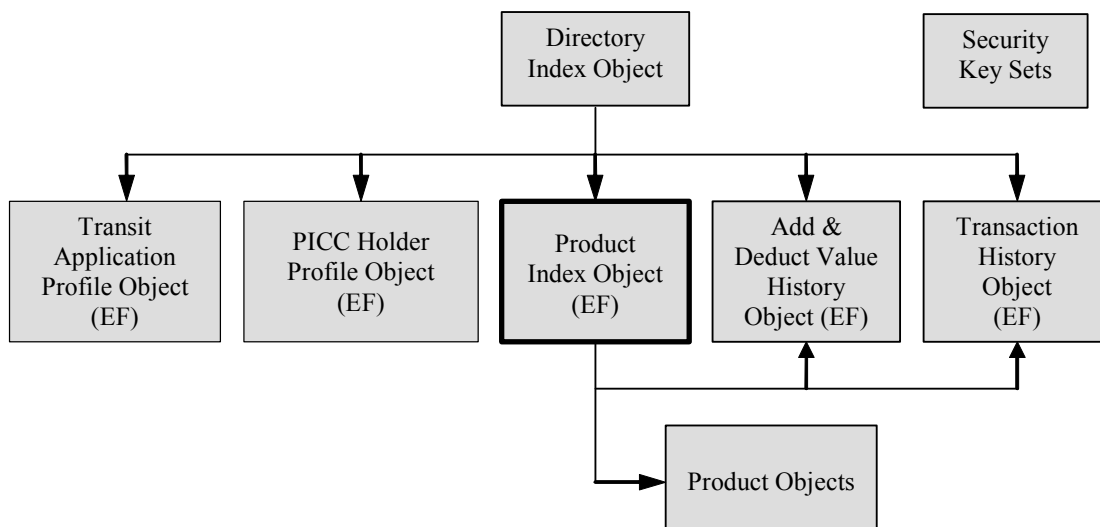 Directory
Index Object
Security
Key Sets
Transit
Application
Profile Object
(EF)
PICC Holder
Profile Object
(EF)
Product
Index Object
(EF)
Add &
Deduct Value
History
Object (EF)
Transaction
History
Object
(EF)
Product Objects